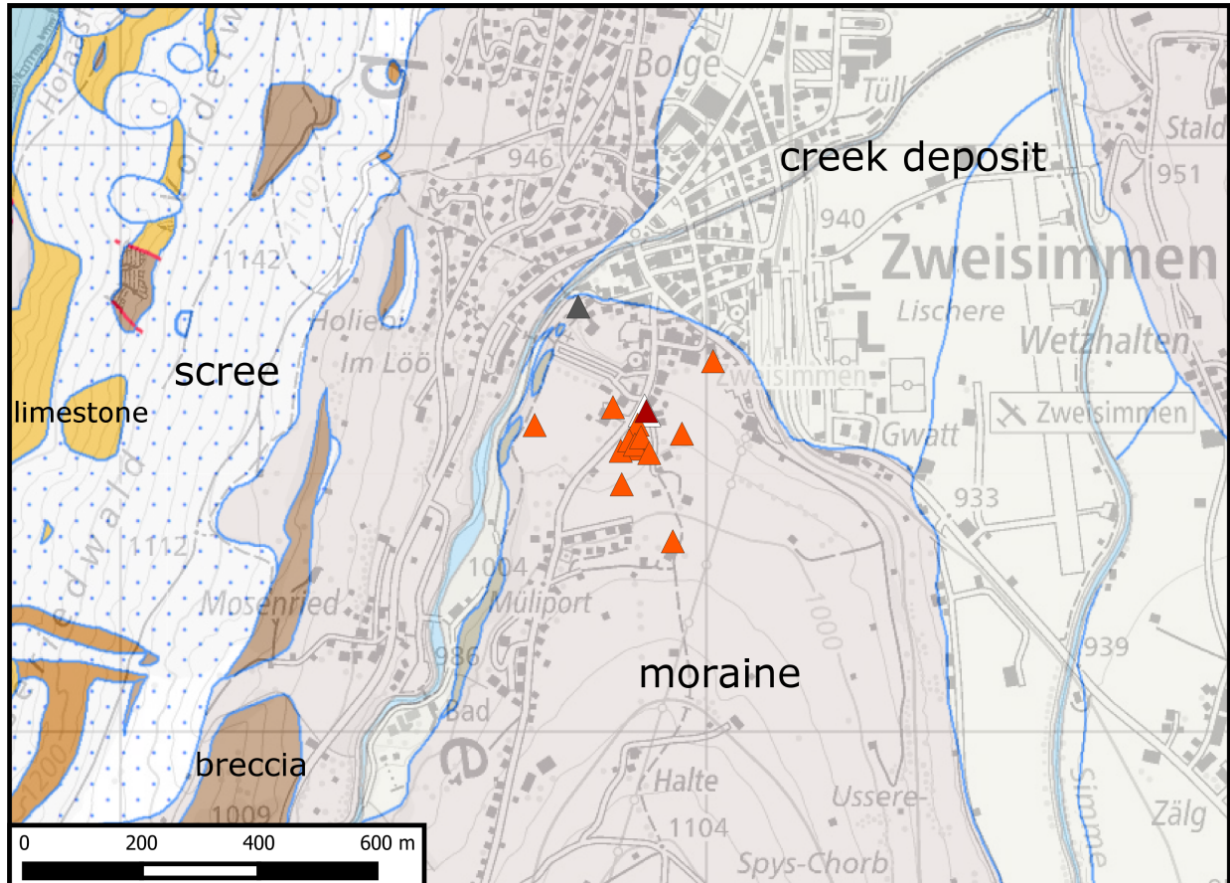 Bolge
Tüll
Stald
946
creek deposit
951
940
Zweisimmen
1142
Lischere
Holieni
Wetzhalten
Im Löö
scree
Zweisimmen
limestone
Zweisimmen
Gwatt
933
1112
1004
Mosenried
Müliport
1000
939
986
moraine
Bad
breccia
e
Halte
Ussere-
1009
1104
Simme
Zälg
Spys-Chorb
0 200 400 600 m